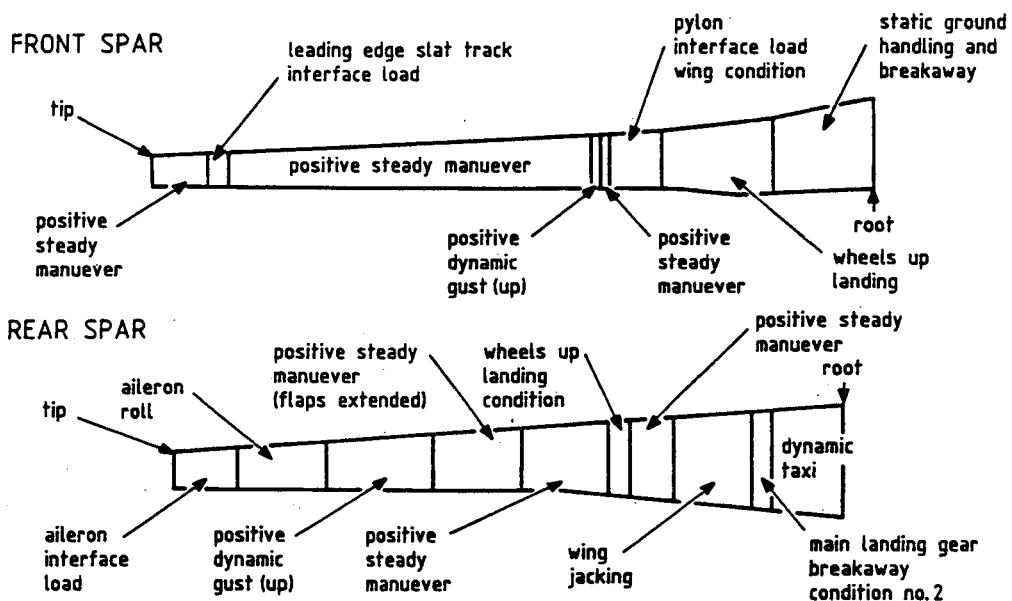 FRONT SPAR
tip
leading edge slat track
interface load
pylon
interface load
wing condition
static ground
handling and
breakaway
positive steady manuever
positive
steady
manuever
positive
dynamic
gust (up)
positive
steady
manuever
root
wheels up
landing
REAR SPAR
tip
aileron
roll
positive steady
manuever
(flaps extended)
wheels up
landing
condition
positive steady
manuever
root
dynamic
taxi
aileron
interface
load
positive
dynamic
gust (up)
positive
steady
manuever
wing
jacking
main landing gear
breakaway
condition no. 2